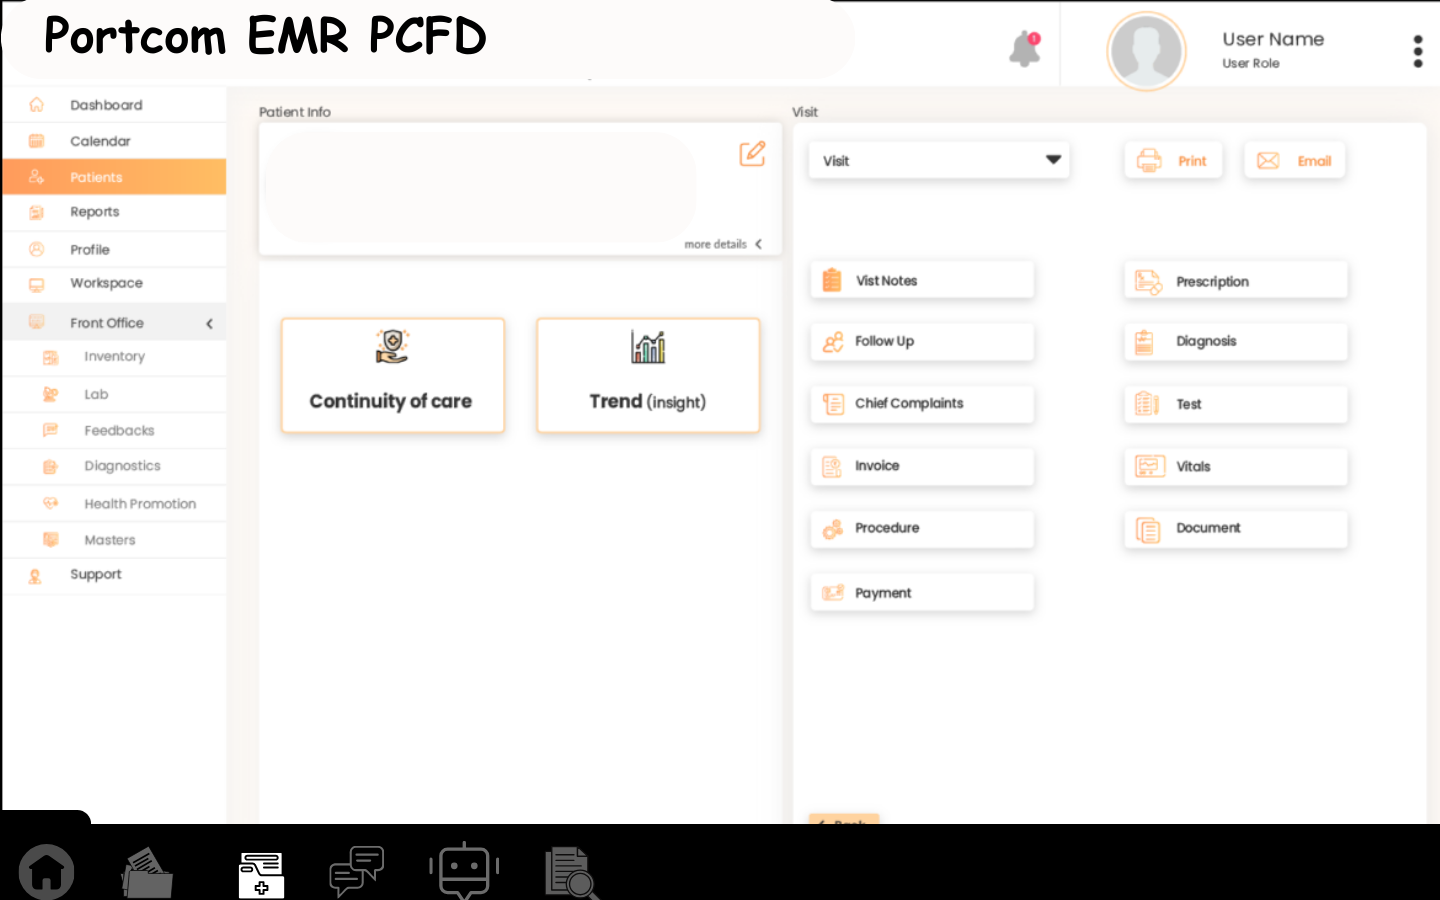 Portcom EMR PCFD
1
User Name
User Role
Dashboard
Calendar
Patients
Reports
Profile
Workspace
Front Office
Inventory
Lab
Feedbacks
Diagnostics
Health Promotion
Masters
Support
Patient Info
more details
Continuity of care
Trend (insight)
Visit
Visit
Print
Email
Vist Notes
Prescription
Follow Up
Diagnosis
Chief Complaints
Test
Invoice
Vitals
Procedure
Document
Payment
Back